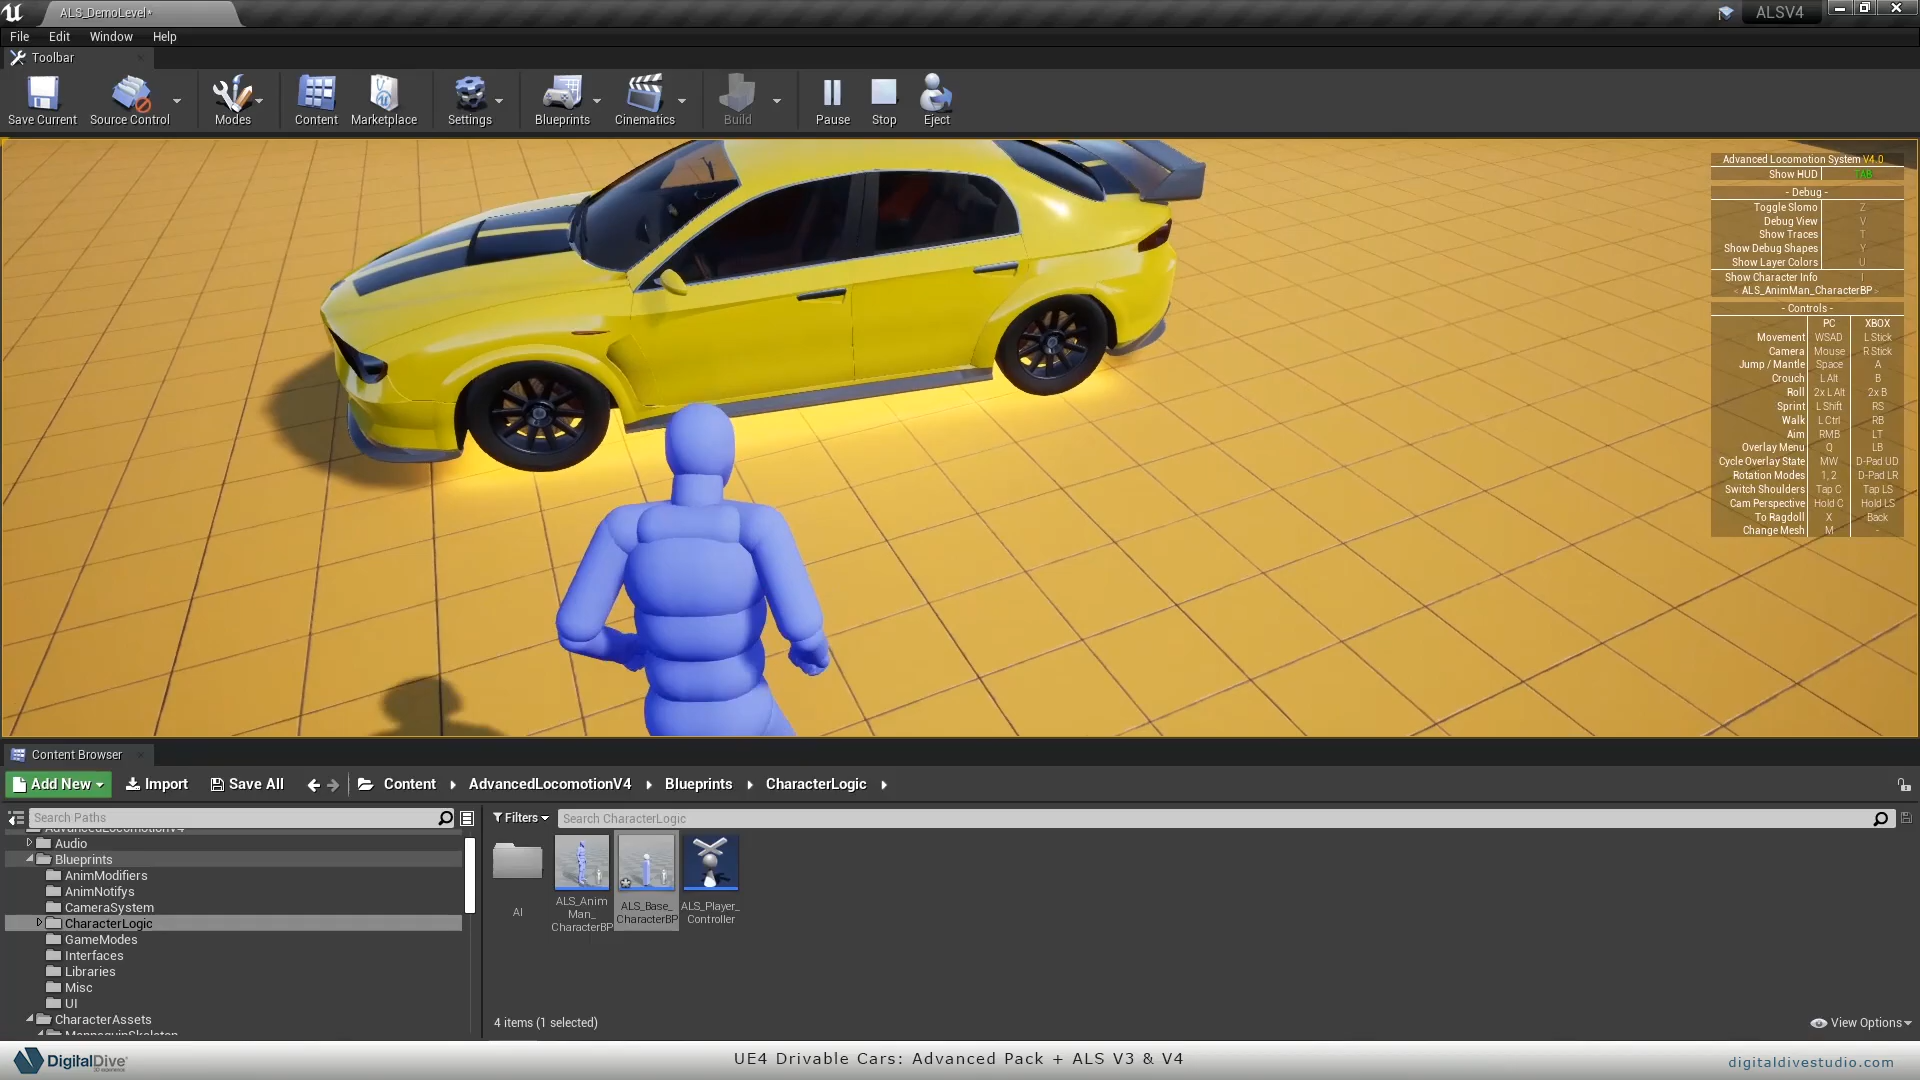 ALS_DemoLevel*
ALSV4
File Edit Window Help
Toolbar
Save Current Source Control Modes Content Marketplace Settings Blueprints Cinematics Build Pause Stop Eject
Advanced Locomotion System V4.0
Show HUD TAB
- Debug -
Toggle Slomo Z
Debug View V
Show Traces T
Show Debug Shapes Y
Show Layer Colors U
Show Character Info I
< ALS_AnimMan_CharacterBP >
- Controls -
PC XBOX
Movement WSAD L Stick
Camera Mouse R Stick
Jump / Mantle Space A
Crouch L Alt B
Roll 2x L Alt 2x B
Sprint L Shift RS
Walk L Ctrl RB
Aim RMB LT
Overlay Menu Q LB
Cycle Overlay State MW D-Pad UD
Rotation Modes 1, 2 D-Pad LR
Switch Shoulders Tap C Tap LS
Cam Perspective Hold C Hold LS
To Ragdoll X Back
Change Mesh M -
Content Browser
Add New Import Save All Content AdvancedLocomotionV4 Blueprints CharacterLogic
Search Paths
Filters Search CharacterLogic
AdvancedLocomotionV4
Audio
Blueprints
AnimModifiers
AnimNotifys
CameraSystem
CharacterLogic
GameModes
Interfaces
Libraries
Misc
UI
CharacterAssets
MannequinSkeleton
AI
ALS_Anim
Man_
CharacterBP
ALS_Base_
CharacterBP
ALS_Player_
Controller
4 items (1 selected)
View Options
DigitalDive
UE4 Drivable Cars: Advanced Pack + ALS V3 & V4
digitaldivestudio.com